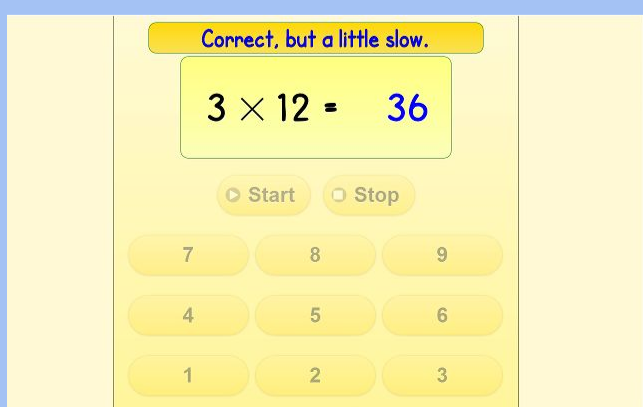 Correct, but a little slow.
3 × 12 = 36
Start Stop
7 8 9
4 5 6
1 2 3